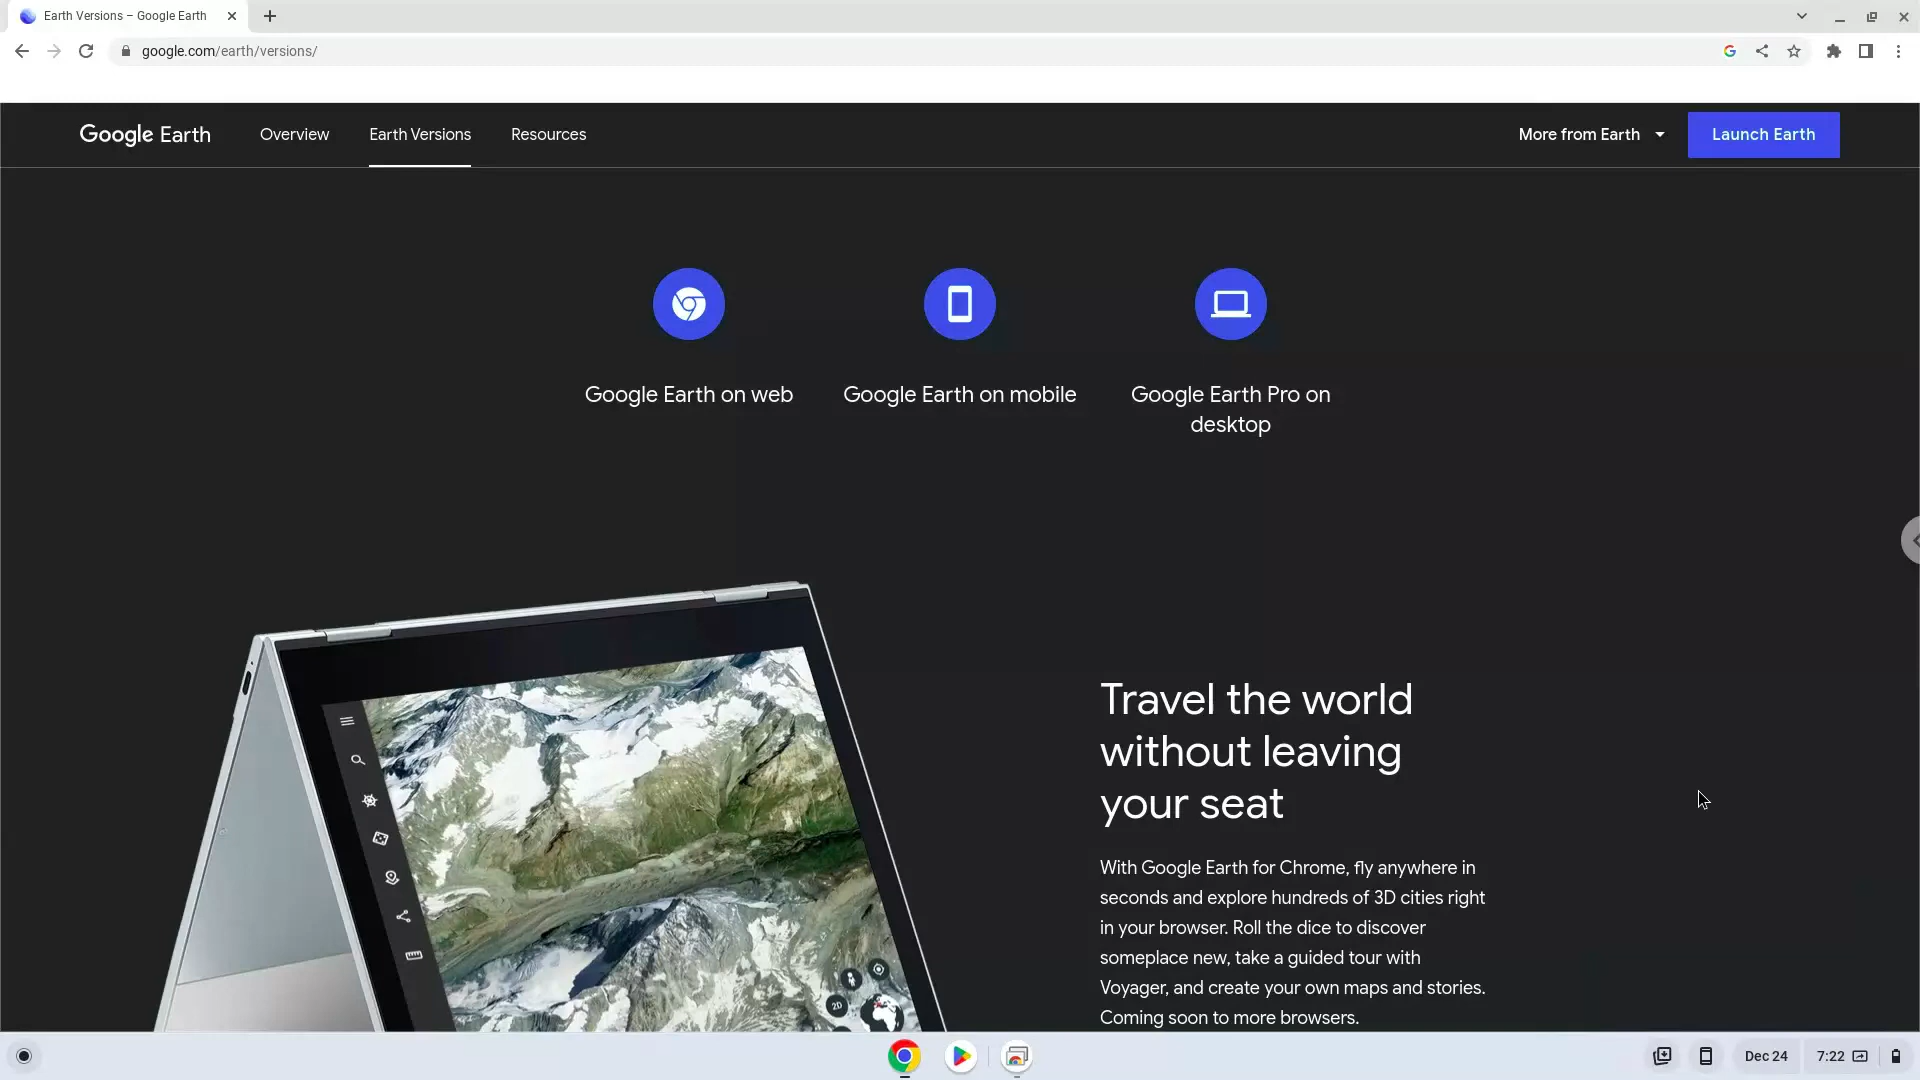 Earth Versions – Google Earth
google.com/earth/versions/
Google Earth
Overview
Earth Versions
Resources
More from Earth
Launch Earth
Google Earth on web
Google Earth on mobile
Google Earth Pro on
desktop
Travel the world
without leaving
your seat
With Google Earth for Chrome, fly anywhere in
seconds and explore hundreds of 3D cities right
in your browser. Roll the dice to discover
someplace new, take a guided tour with
Voyager, and create your own maps and stories.
Coming soon to more browsers.
2D
Dec 24
7:22